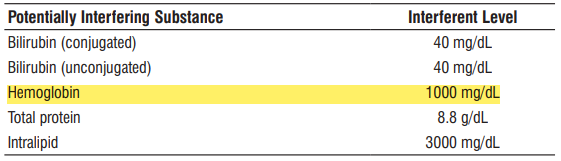 Potentially Interfering Substance Interferent Level
Bilirubin (conjugated) 40 mg/dL
Bilirubin (unconjugated) 40 mg/dL
Hemoglobin 1000 mg/dL
Total protein 8.8 g/dL
Intralipid 3000 mg/dL